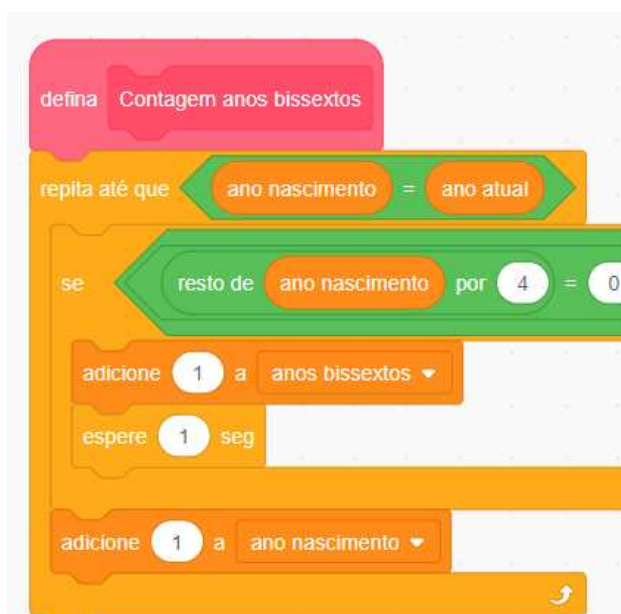 defina Contagem anos bissextos
repita até que ano nascimento = ano atual
se resto de ano nascimento por 4 = 0
adicione 1 a anos bissextos
espere 1 seg
adicione 1 a ano nascimento